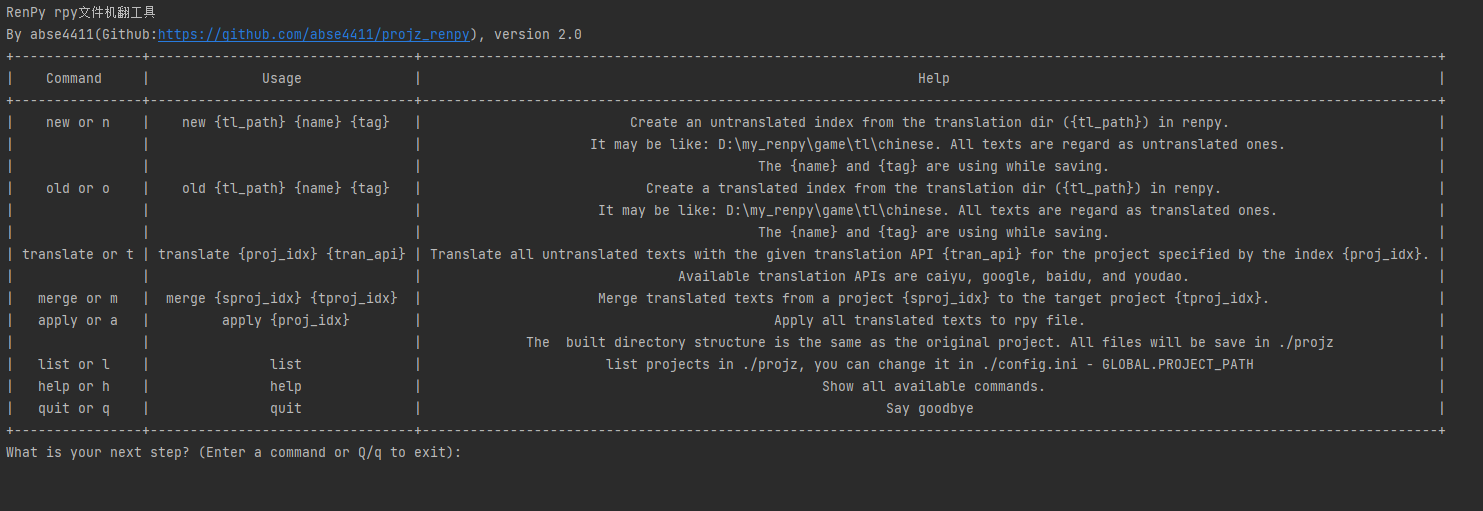 RenPy rpy文件机翻工具
By abse4411(Github:https://github.com/abse4411/projz_renpy), version 2.0
+----------------+---------------------------------+-------------------------------------------------------------------------------------------------------------------------------+
| Command | Usage | Help |
+----------------+---------------------------------+-------------------------------------------------------------------------------------------------------------------------------+
| new or n | new {tl_path} {name} {tag} | Create an untranslated index from the translation dir ({tl_path}) in renpy. |
| | | It may be like: D:\my_renpy\game\tl\chinese. All texts are regard as untranslated ones. |
| | | The {name} and {tag} are using while saving. |
| old or o | old {tl_path} {name} {tag} | Create a translated index from the translation dir ({tl_path}) in renpy. |
| | | It may be like: D:\my_renpy\game\tl\chinese. All texts are regard as translated ones. |
| | | The {name} and {tag} are using while saving. |
| translate or t | translate {proj_idx} {tran_api} | Translate all untranslated texts with the given translation API {tran_api} for the project specified by the index {proj_idx}. |
| | | Available translation APIs are caiyu, google, baidu, and youdao. |
| merge or m | merge {sproj_idx} {tproj_idx} | Merge translated texts from a project {sproj_idx} to the target project {tproj_idx}. |
| apply or a | apply {proj_idx} | Apply all translated texts to rpy file. |
| | | The  built directory structure is the same as the original project. All files will be save in ./projz |
| list or l | list | list projects in ./projz, you can change it in ./config.ini - GLOBAL.PROJECT_PATH |
| help or h | help | Show all available commands. |
| quit or q | quit | Say goodbye |
+----------------+---------------------------------+-------------------------------------------------------------------------------------------------------------------------------+
What is your next step? (Enter a command or Q/q to exit):